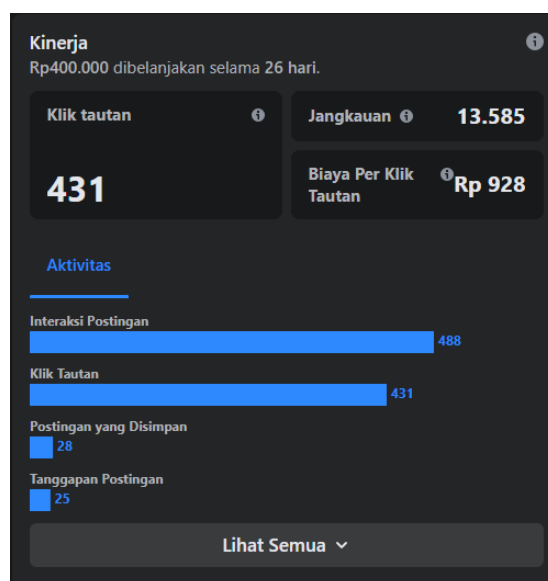 Kinerja
Rp400.000 dibelanjakan selama 26 hari.
Klik tautan
431
Jangkauan
13.585
Biaya Per Klik
Tautan
Rp 928
Aktivitas
Interaksi Postingan
488
Klik Tautan
431
Postingan yang Disimpan
28
Tanggapan Postingan
25
Lihat Semua